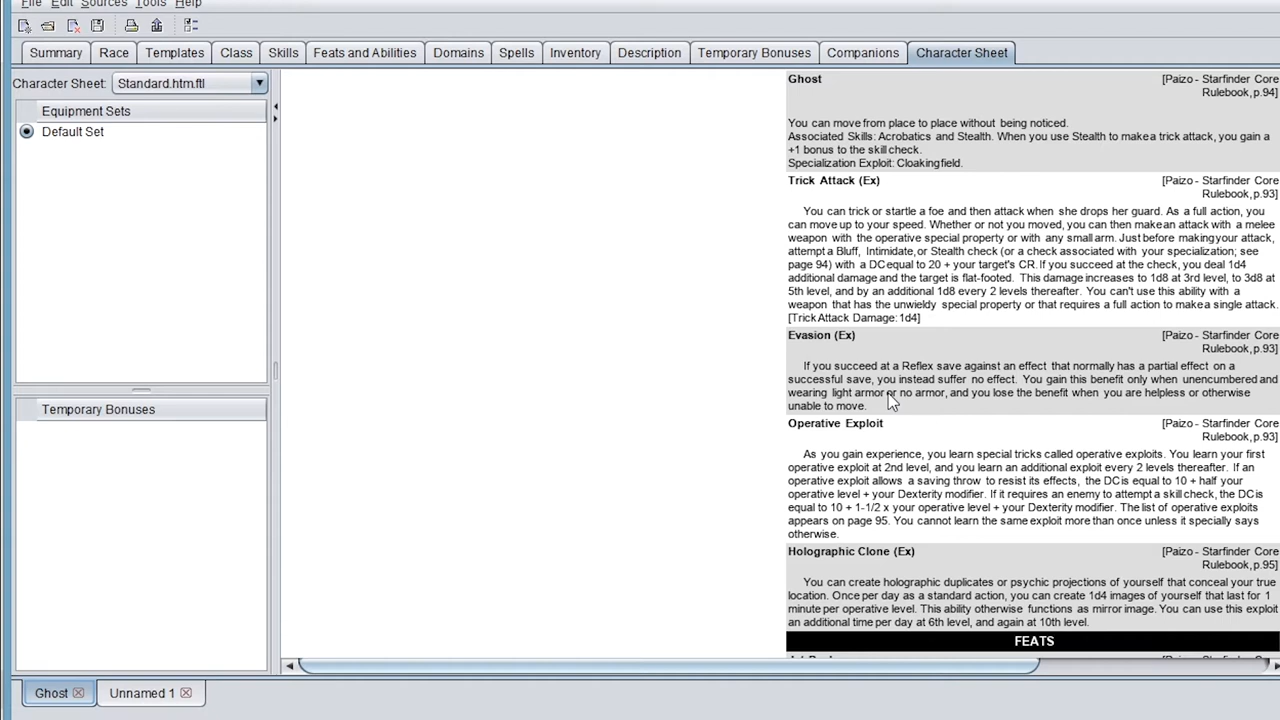 File Edit Sources Tools Help
Summary Race Templates Class Skills Feats and Abilities Domains Spells Inventory Description Temporary Bonuses Companions Character Sheet
Character Sheet: Standard.htm.ftl
Equipment Sets
Default Set
Temporary Bonuses
Ghost [Paizo - Starfinder Core
Rulebook, p.94]
You can move from place to place without being noticed.
Associated Skills: Acrobatics and Stealth. When you use Stealth to make a trick attack, you gain a
+1 bonus to the skill check.
Specialization Exploit: Cloaking field.
Trick Attack (Ex) [Paizo - Starfinder Core
Rulebook, p.93]
You can trick or startle a foe and then attack when she drops her guard. As a full action, you
can move up to your speed. Whether or not you moved, you can then make an attack with a melee
weapon with the operative special property or with any small arm. Just before making your attack,
attempt a Bluff, Intimidate, or Stealth check (or a check associated with your specialization; see
page 94) with a DC equal to 20 + your target's CR. If you succeed at the check, you deal 1d4
additional damage and the target is flat-footed. This damage increases to 1d8 at 3rd level, to 3d8 at
5th level, and by an additional 1d8 every 2 levels thereafter. You can't use this ability with a
weapon that has the unwieldy special property or that requires a full action to make a single attack.
[Trick Attack Damage: 1d4]
Evasion (Ex) [Paizo - Starfinder Core
Rulebook, p.93]
If you succeed at a Reflex save against an effect that normally has a partial effect on a
successful save, you instead suffer no effect. You gain this benefit only when unencumbered and
wearing light armor or no armor, and you lose the benefit when you are helpless or otherwise
unable to move.
Operative Exploit [Paizo - Starfinder Core
Rulebook, p.93]
As you gain experience, you learn special tricks called operative exploits. You learn your first
operative exploit at 2nd level, and you learn an additional exploit every 2 levels thereafter. If an
operative exploit allows a saving throw to resist its effects, the DC is equal to 10 + half your
operative level + your Dexterity modifier. If it requires an enemy to attempt a skill check, the DC is
equal to 10 + 1-1/2 x your operative level + your Dexterity modifier. The list of operative exploits
appears on page 95. You cannot learn the same exploit more than once unless it specially says
otherwise.
Holographic Clone (Ex) [Paizo - Starfinder Core
Rulebook, p.95]
You can create holographic duplicates or psychic projections of yourself that conceal your true
location. Once per day as a standard action, you can create 1d4 images of yourself that last for 1
minute per operative level. This ability otherwise functions as mirror image. You can use this exploit
an additional time per day at 6th level, and again at 10th level.
FEATS
Ghost Unnamed 1